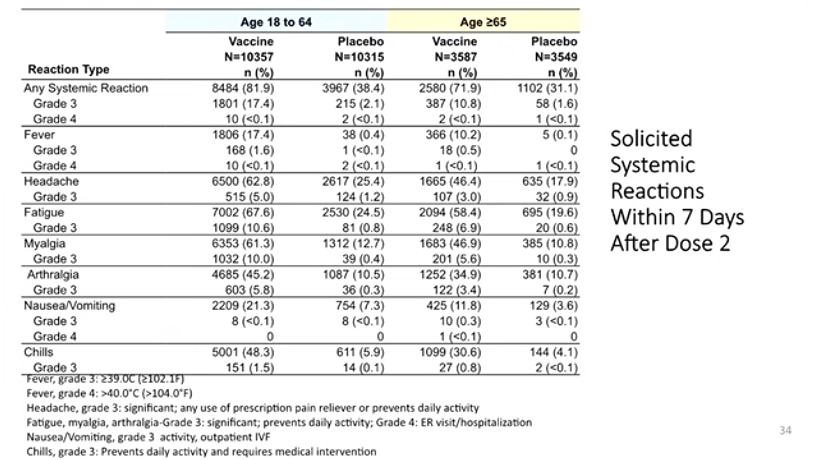 Age 18 to 64 Age ≥65
Vaccine Placebo Vaccine Placebo
N=10357 N=10315 N=3587 N=3549
Reaction Type n (%) n (%) n (%) n (%)
Any Systemic Reaction 8484 (81.9) 3967 (38.4) 2580 (71.9) 1102 (31.1)
Grade 3 1801 (17.4) 215 (2.1) 387 (10.8) 58 (1.6)
Grade 4 10 (<0.1) 2 (<0.1) 2 (<0.1) 1 (<0.1)
Fever 1806 (17.4) 38 (0.4) 366 (10.2) 5 (0.1)
Grade 3 168 (1.6) 1 (<0.1) 18 (0.5) 0
Grade 4 10 (<0.1) 2 (<0.1) 1 (<0.1) 1 (<0.1)
Headache 6500 (62.8) 2617 (25.4) 1665 (46.4) 635 (17.9)
Grade 3 515 (5.0) 124 (1.2) 107 (3.0) 32 (0.9)
Fatigue 7002 (67.6) 2530 (24.5) 2094 (58.4) 695 (19.6)
Grade 3 1099 (10.6) 81 (0.8) 248 (6.9) 20 (0.6)
Myalgia 6353 (61.3) 1312 (12.7) 1683 (46.9) 385 (10.8)
Grade 3 1032 (10.0) 39 (0.4) 201 (5.6) 10 (0.3)
Arthralgia 4685 (45.2) 1087 (10.5) 1252 (34.9) 381 (10.7)
Grade 3 603 (5.8) 36 (0.3) 122 (3.4) 7 (0.2)
Nausea/Vomiting 2209 (21.3) 754 (7.3) 425 (11.8) 129 (3.6)
Grade 3 8 (<0.1) 8 (<0.1) 10 (0.3) 3 (<0.1)
Grade 4 0 0 1 (<0.1) 0
Chills 5001 (48.3) 611 (5.9) 1099 (30.6) 144 (4.1)
Grade 3 151 (1.5) 14 (0.1) 27 (0.8) 2 (<0.1)
Fever, grade 3: ≥39.0C (≥102.1F)
Fever, grade 4: >40.0°C (>104.0°F)
Headache, grade 3: significant; any use of prescription pain reliever or prevents daily activity
Fatigue, myalgia, arthralgia-Grade 3: significant; prevents daily activity; Grade 4: ER visit/hospitalization
Nausea/Vomiting, grade 3 activity, outpatient IVF
Chills, grade 3: Prevents daily activity and requires medical intervention
Solicited
Systemic
Reactions
Within 7 Days
After Dose 2
34